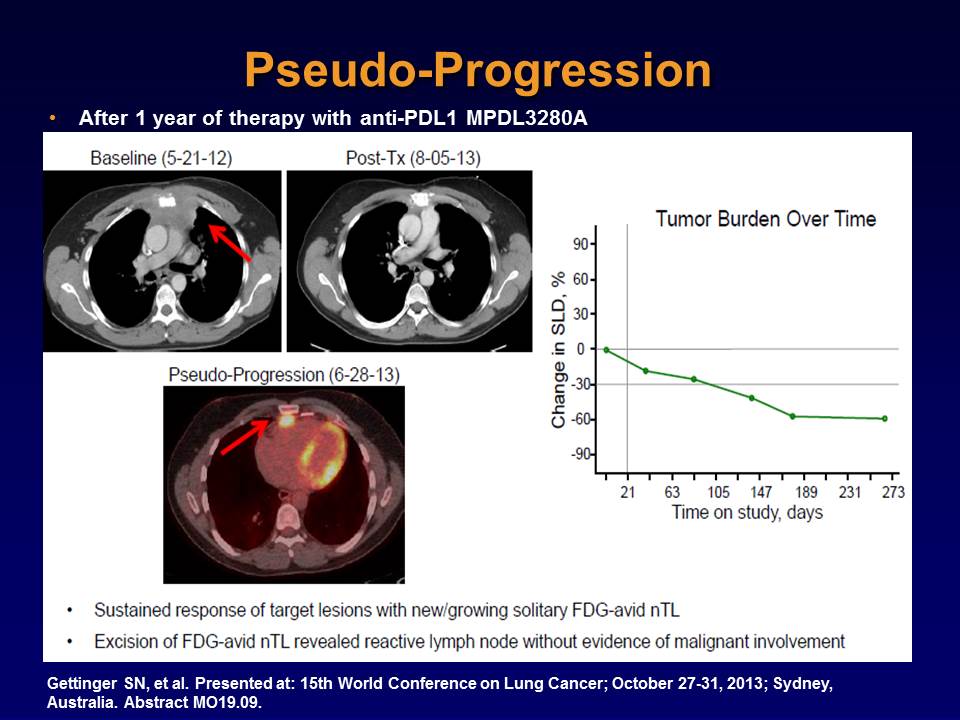 Pseudo-Progression
• After 1 year of therapy with anti-PDL1 MPDL3280A
Baseline (5-21-12)
Post-Tx (8-05-13)
Pseudo-Progression (6-28-13)
Tumor Burden Over Time
Change in SLD, %
90
60
30
0
-30
-60
-90
21 63 105 147 189 231 273
Time on study, days
• Sustained response of target lesions with new/growing solitary FDG-avid nTL
• Excision of FDG-avid nTL revealed reactive lymph node without evidence of malignant involvement
Gettinger SN, et al. Presented at: 15th World Conference on Lung Cancer; October 27-31, 2013; Sydney,
Australia. Abstract MO19.09.